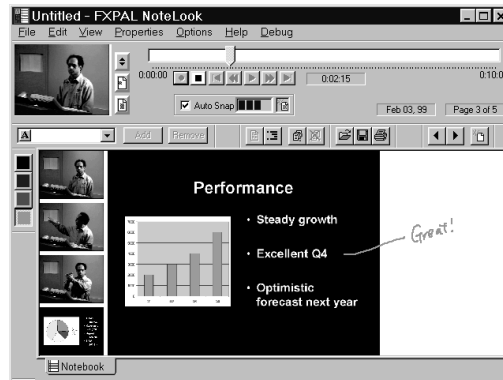 Untitled - FXPAL NoteLook
File Edit View Properties Options Help Debug
0:00:00 0:02:15 0:10:0
Auto Snap
Feb 03, 99 Page 3 of 5
A Add Remove
Performance
• Steady growth
• Excellent Q4
Great!
• Optimistic
forecast next year
Notebook